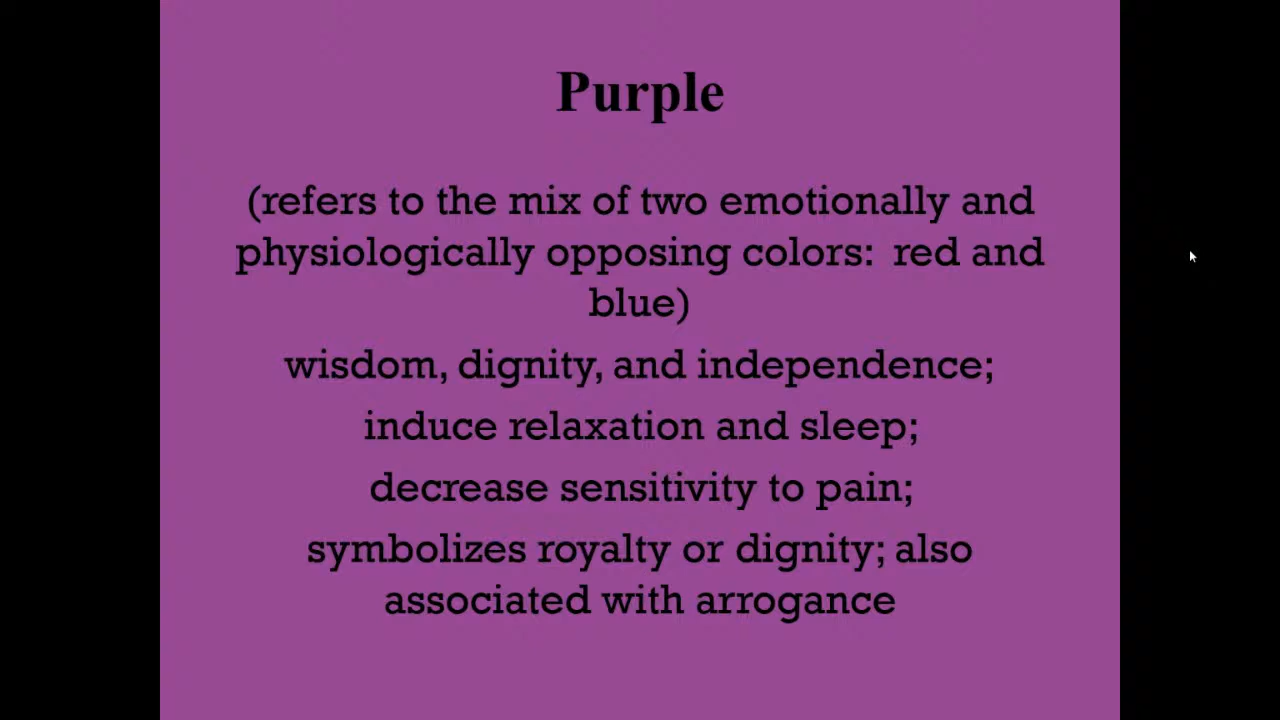 Purple
(refers to the mix of two emotionally and
physiologically opposing colors:  red and
blue)
wisdom, dignity, and independence;
induce relaxation and sleep;
decrease sensitivity to pain;
symbolizes royalty or dignity; also
associated with arrogance